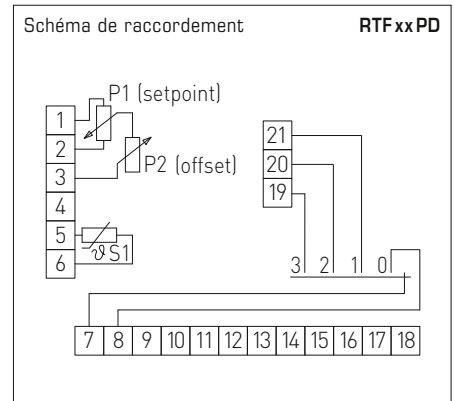 Schéma de raccordement RTF xx PD
P1 (setpoint)
1
2
P2 (offset)
3
4
5
ϑ S1
6
21
20
19
3 2 1 0
7 8 9 10 11 12 13 14 15 16 17 18